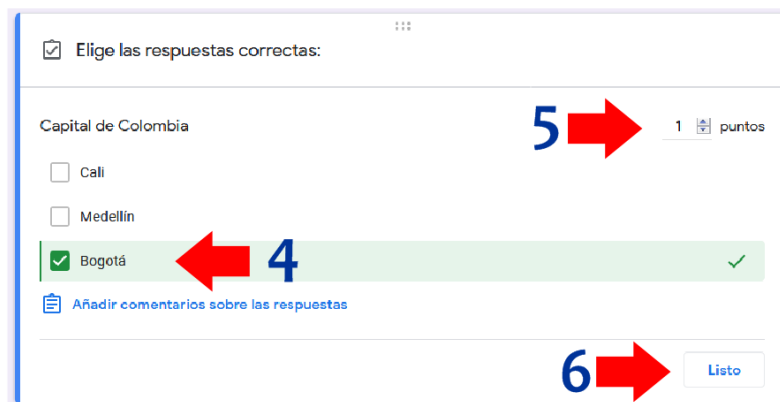 Elige las respuestas correctas:
Capital de Colombia
5
1 puntos
Cali
Medellín
Bogotá
4
Añadir comentarios sobre las respuestas
6
Listo